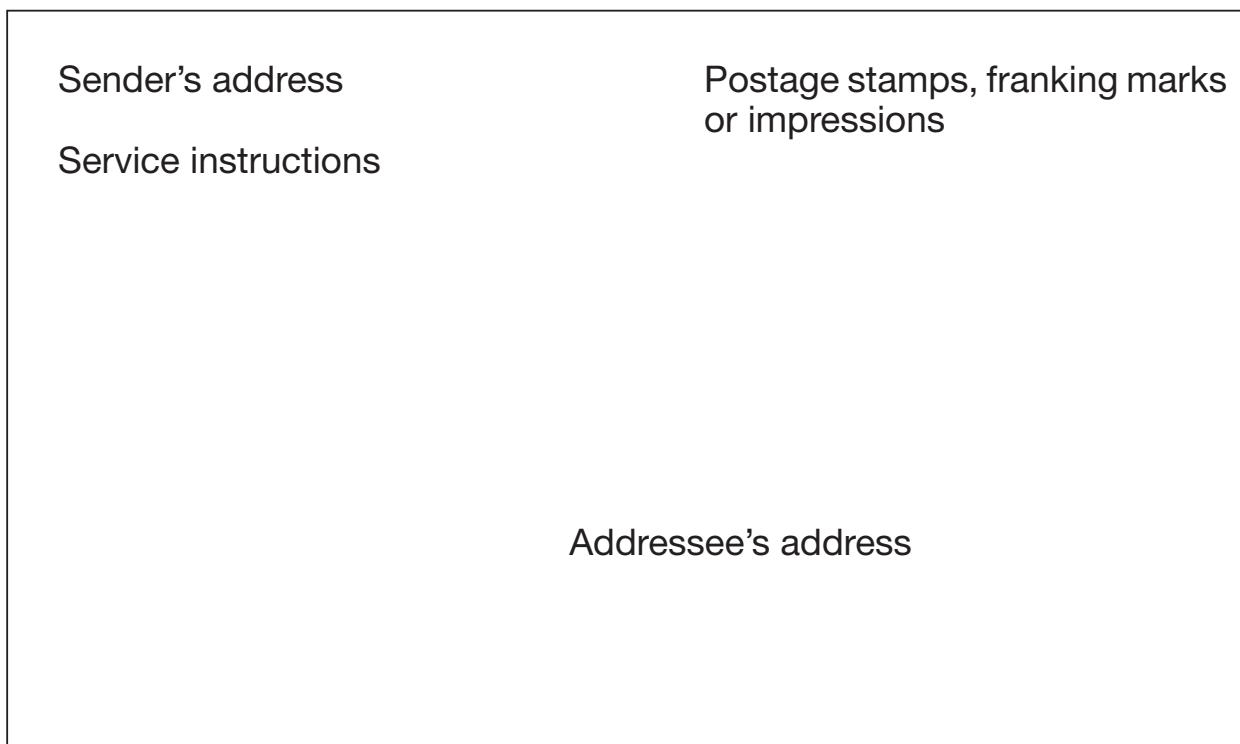 Sender’s address
Postage stamps, franking marks
or impressions
Service instructions
Addressee’s address